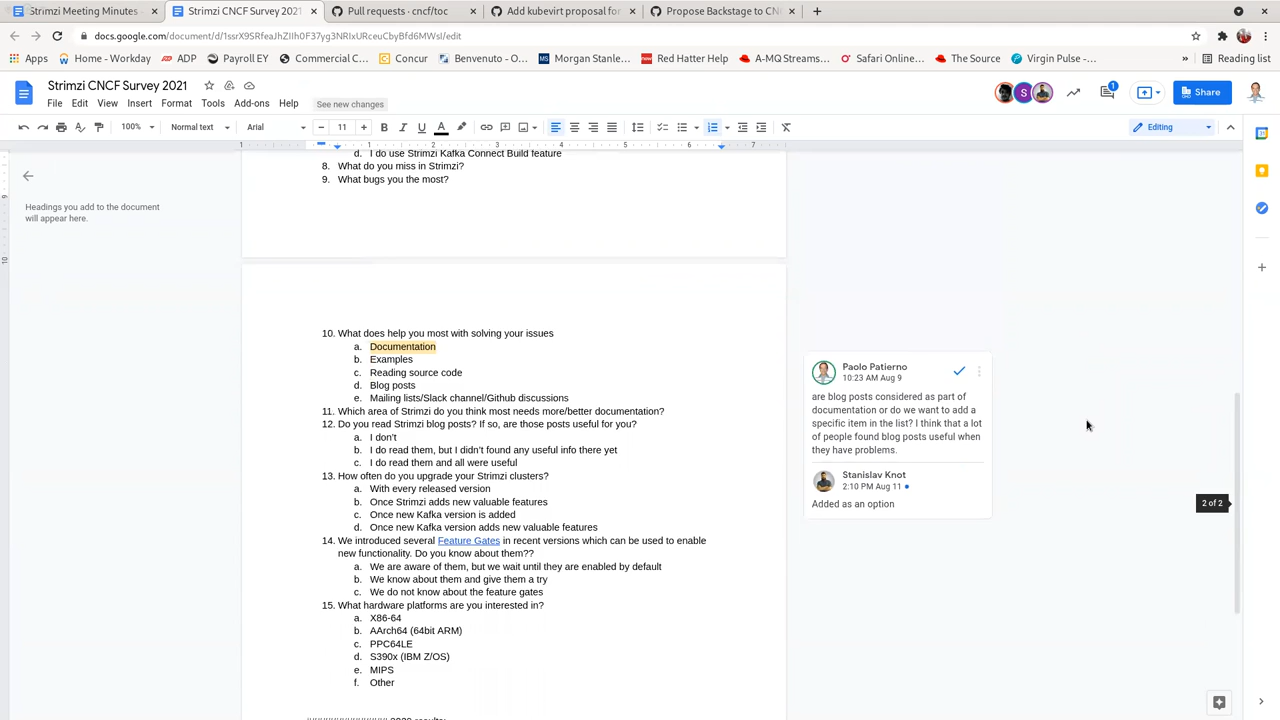 Strimzi Meeting Minutes
Strimzi CNCF Survey 2021
Pull requests · cncf/toc
Add kubevirt proposal for
Propose Backstage to CN
docs.google.com/document/d/1ssrX9SRfeaJhZIIh0F37yg3NRIxURceuCbyBfd6MWsI/edit
Apps
Home - Workday
ADP
Payroll EY
Commercial C...
Concur
Benvenuto - O...
Morgan Stanle...
Red Hatter Help
A-MQ Streams...
Safari Online...
The Source
Virgin Pulse -...
»
Reading list
Strimzi CNCF Survey 2021
S
1
Share
File Edit View Insert Format Tools Add-ons Help
See new changes
100%
Normal text
Arial
11
Editing
1 1 2 3 4 5 6 7
9
10
Headings you add to the document
will appear here.
d. I do use Strimzi Kafka Connect Build feature
8. What do you miss in Strimzi?
9. What bugs you the most?
10. What does help you most with solving your issues
a. Documentation
b. Examples
c. Reading source code
d. Blog posts
e. Mailing lists/Slack channel/Github discussions
11. Which area of Strimzi do you think most needs more/better documentation?
12. Do you read Strimzi blog posts? If so, are those posts useful for you?
a. I don't
b. I do read them, but I didn't found any useful info there yet
c. I do read them and all were useful
13. How often do you upgrade your Strimzi clusters?
a. With every released version
b. Once Strimzi adds new valuable features
c. Once new Kafka version is added
d. Once new Kafka version adds new valuable features
14. We introduced several Feature Gates in recent versions which can be used to enable
new functionality. Do you know about them??
a. We are aware of them, but we wait until they are enabled by default
b. We know about them and give them a try
c. We do not know about the feature gates
15. What hardware platforms are you interested in?
a. X86-64
b. AArch64 (64bit ARM)
c. PPC64LE
d. S390x (IBM Z/OS)
e. MIPS
f. Other
Paolo Patierno
10:23 AM Aug 9
are blog posts considered as part of
documentation or do we want to add a
specific item in the list? I think that a lot
of people found blog posts useful when
they have problems.
Stanislav Knot
2:10 PM Aug 11
Added as an option
2 of 2